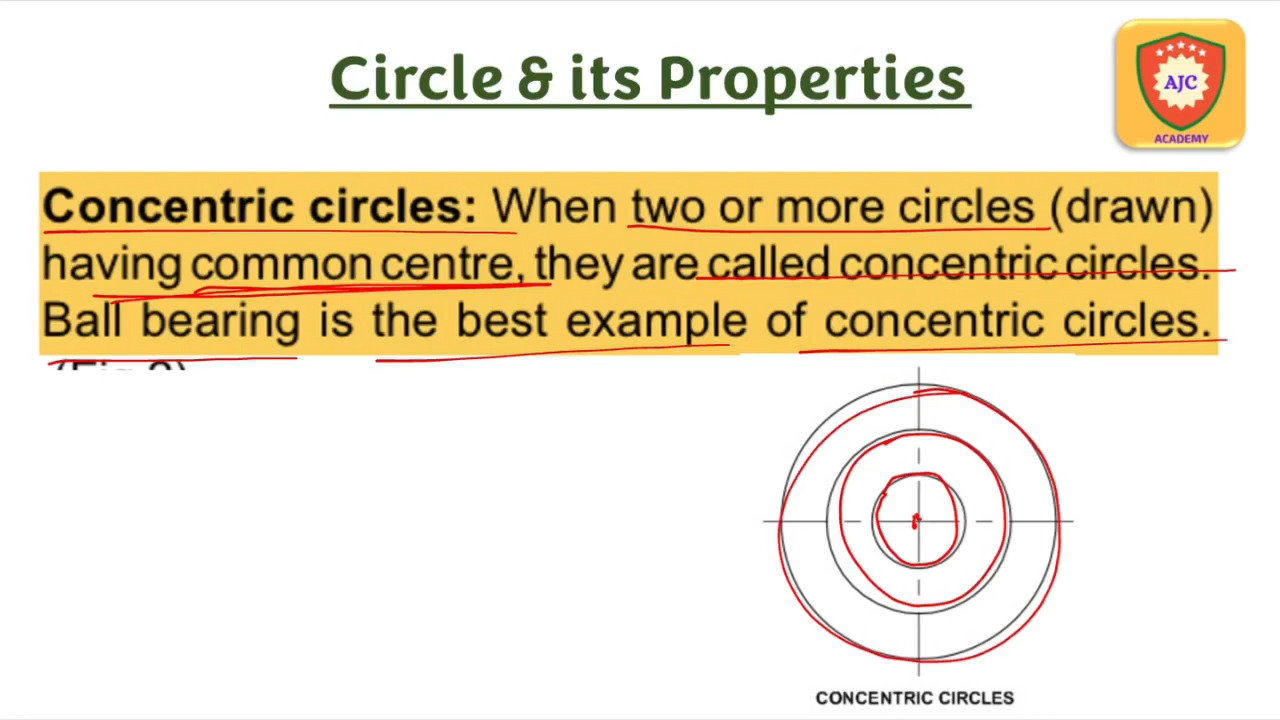 Circle & its Properties
AJC
ACADEMY
Concentric circles: When two or more circles (drawn)
having common centre, they are called concentric circles.
Ball bearing is the best example of concentric circles.
CONCENTRIC CIRCLES